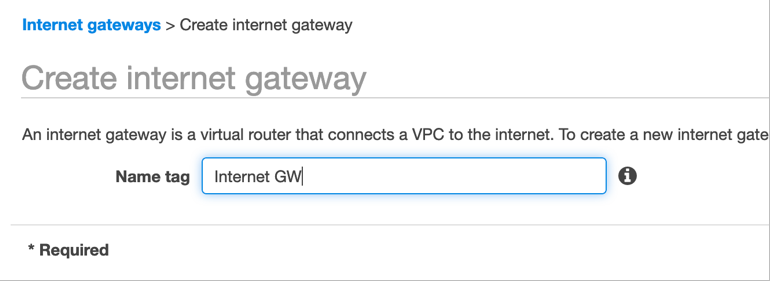 Internet gateways > Create internet gateway
Create internet gateway
An internet gateway is a virtual router that connects a VPC to the internet. To create a new internet gate
Name tag Internet GW
* Required